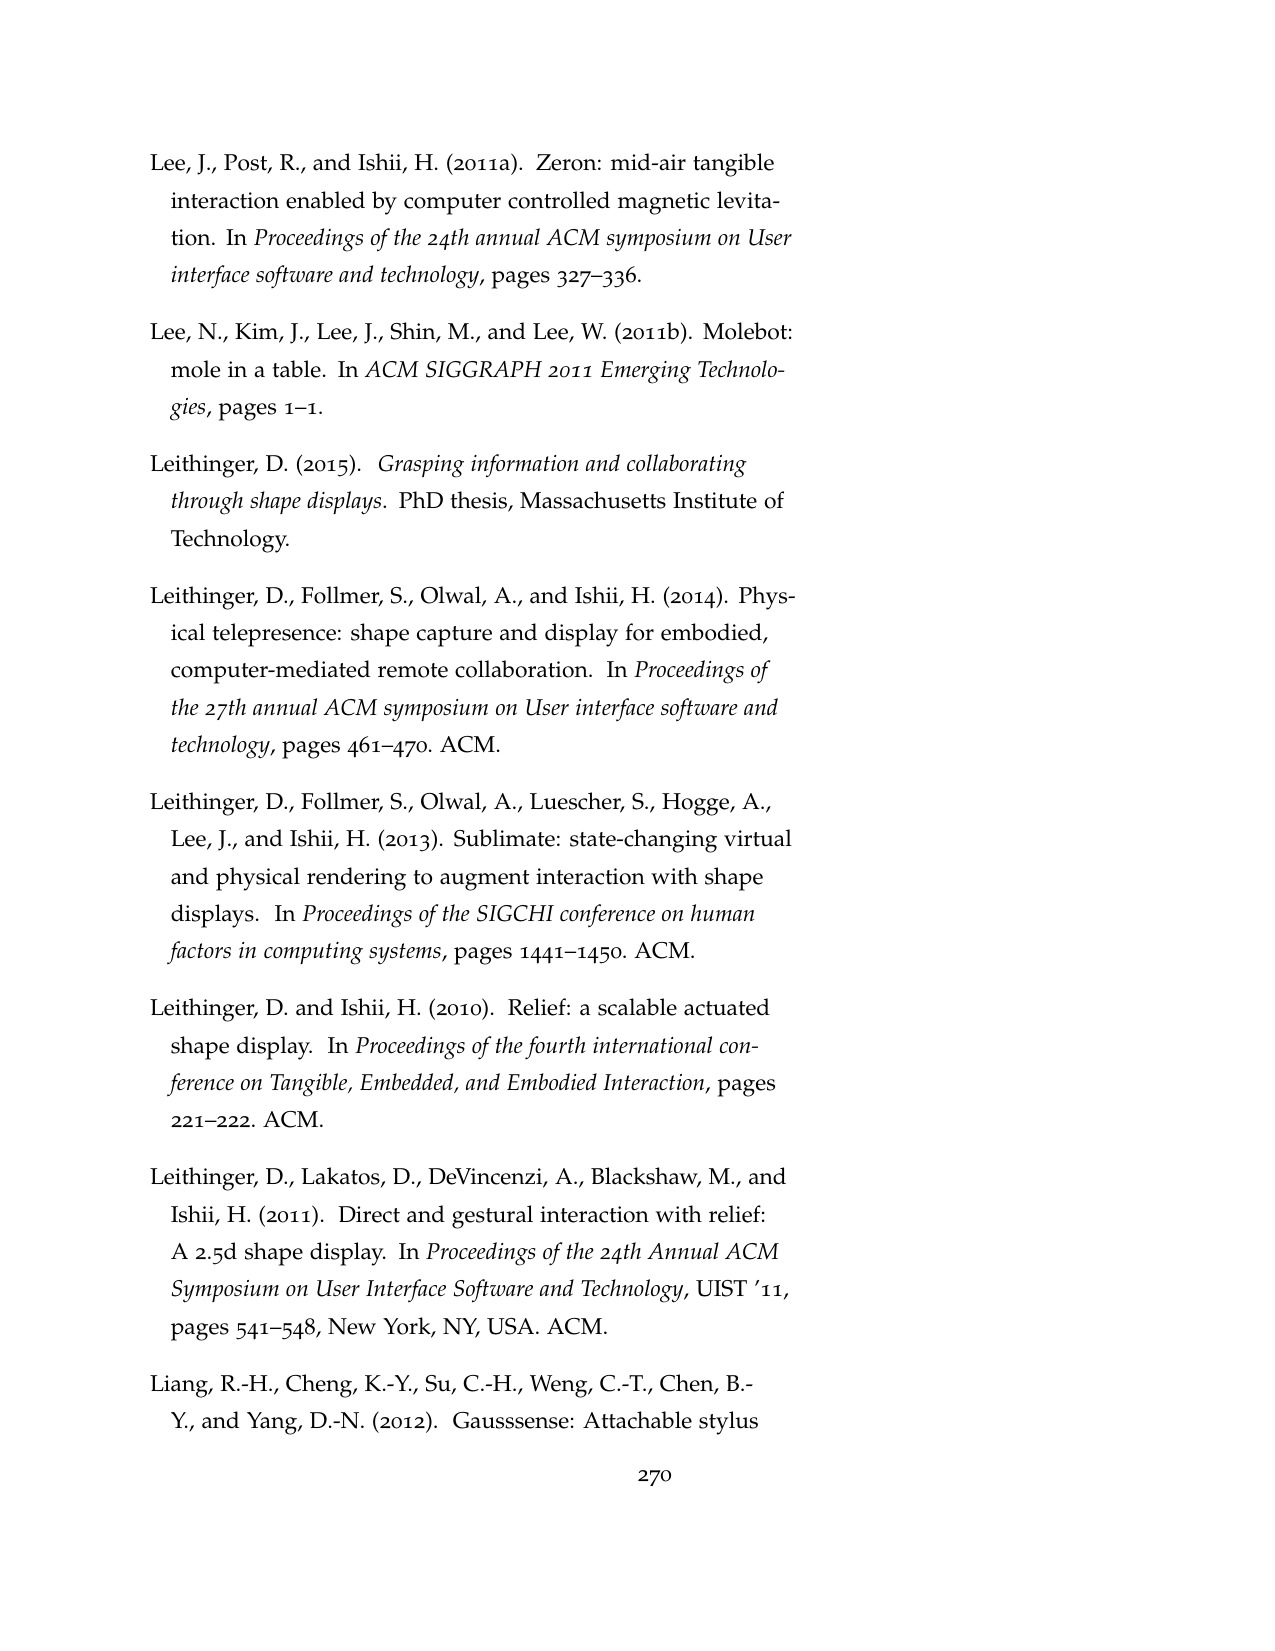 Lee, J., Post, R., and Ishii, H. (2011a). Zeron: mid-air tangible
interaction enabled by computer controlled magnetic levita-
tion. In Proceedings of the 24th annual ACM symposium on User
interface software and technology, pages 327–336.
Lee, N., Kim, J., Lee, J., Shin, M., and Lee, W. (2011b). Molebot:
mole in a table. In ACM SIGGRAPH 2011 Emerging Technolo-
gies, pages 1–1.
Leithinger, D. (2015). Grasping information and collaborating
through shape displays. PhD thesis, Massachusetts Institute of
Technology.
Leithinger, D., Follmer, S., Olwal, A., and Ishii, H. (2014). Phys-
ical telepresence: shape capture and display for embodied,
computer-mediated remote collaboration. In Proceedings of
the 27th annual ACM symposium on User interface software and
technology, pages 461–470. ACM.
Leithinger, D., Follmer, S., Olwal, A., Luescher, S., Hogge, A.,
Lee, J., and Ishii, H. (2013). Sublimate: state-changing virtual
and physical rendering to augment interaction with shape
displays. In Proceedings of the SIGCHI conference on human
factors in computing systems, pages 1441–1450. ACM.
Leithinger, D. and Ishii, H. (2010). Relief: a scalable actuated
shape display. In Proceedings of the fourth international con-
ference on Tangible, Embedded, and Embodied Interaction, pages
221–222. ACM.
Leithinger, D., Lakatos, D., DeVincenzi, A., Blackshaw, M., and
Ishii, H. (2011). Direct and gestural interaction with relief:
A 2.5d shape display. In Proceedings of the 24th Annual ACM
Symposium on User Interface Software and Technology, UIST ’11,
pages 541–548, New York, NY, USA. ACM.
Liang, R.-H., Cheng, K.-Y., Su, C.-H., Weng, C.-T., Chen, B.-
Y., and Yang, D.-N. (2012). Gausssense: Attachable stylus
270